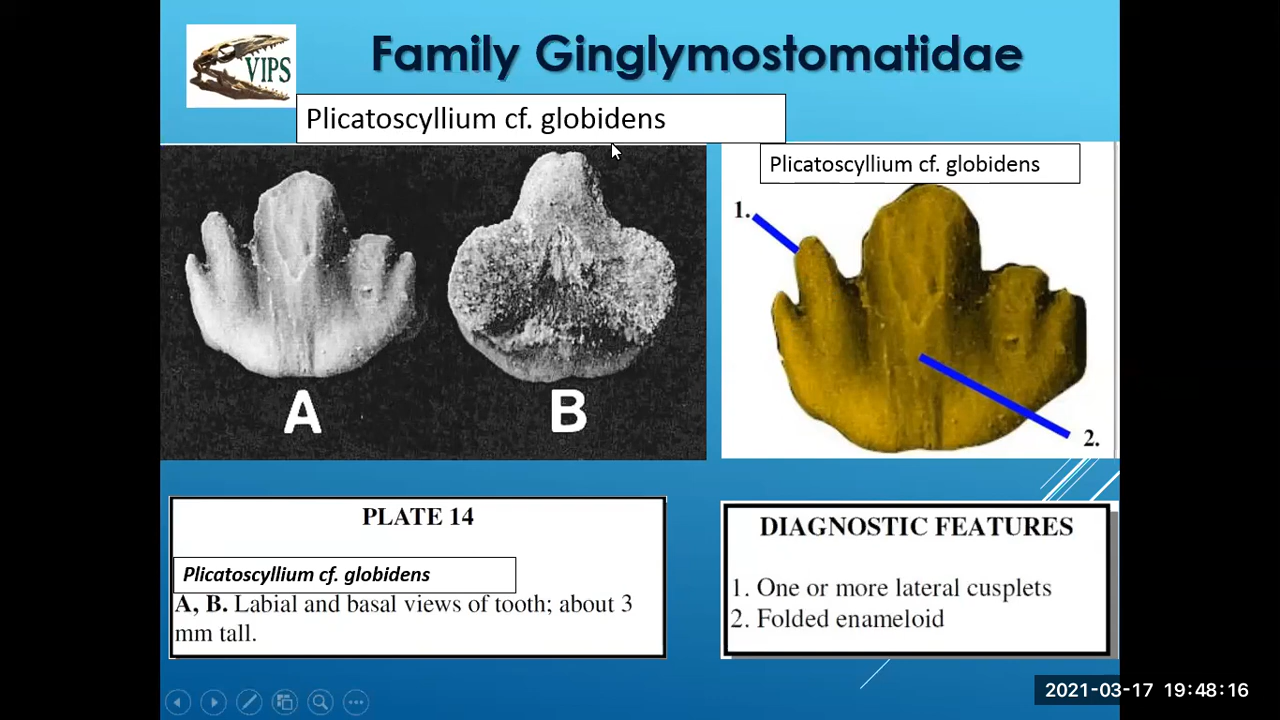 VIPS
Family Ginglymostomatidae
Plicatoscyllium cf. globidens
Plicatoscyllium cf. globidens
1.
2.
A
B
PLATE 14
Plicatoscyllium cf. globidens
A, B. Labial and basal views of tooth; about 3
mm tall.
DIAGNOSTIC FEATURES
1. One or more lateral cusplets
2. Folded enameloid
2021-03-17 19:48:16